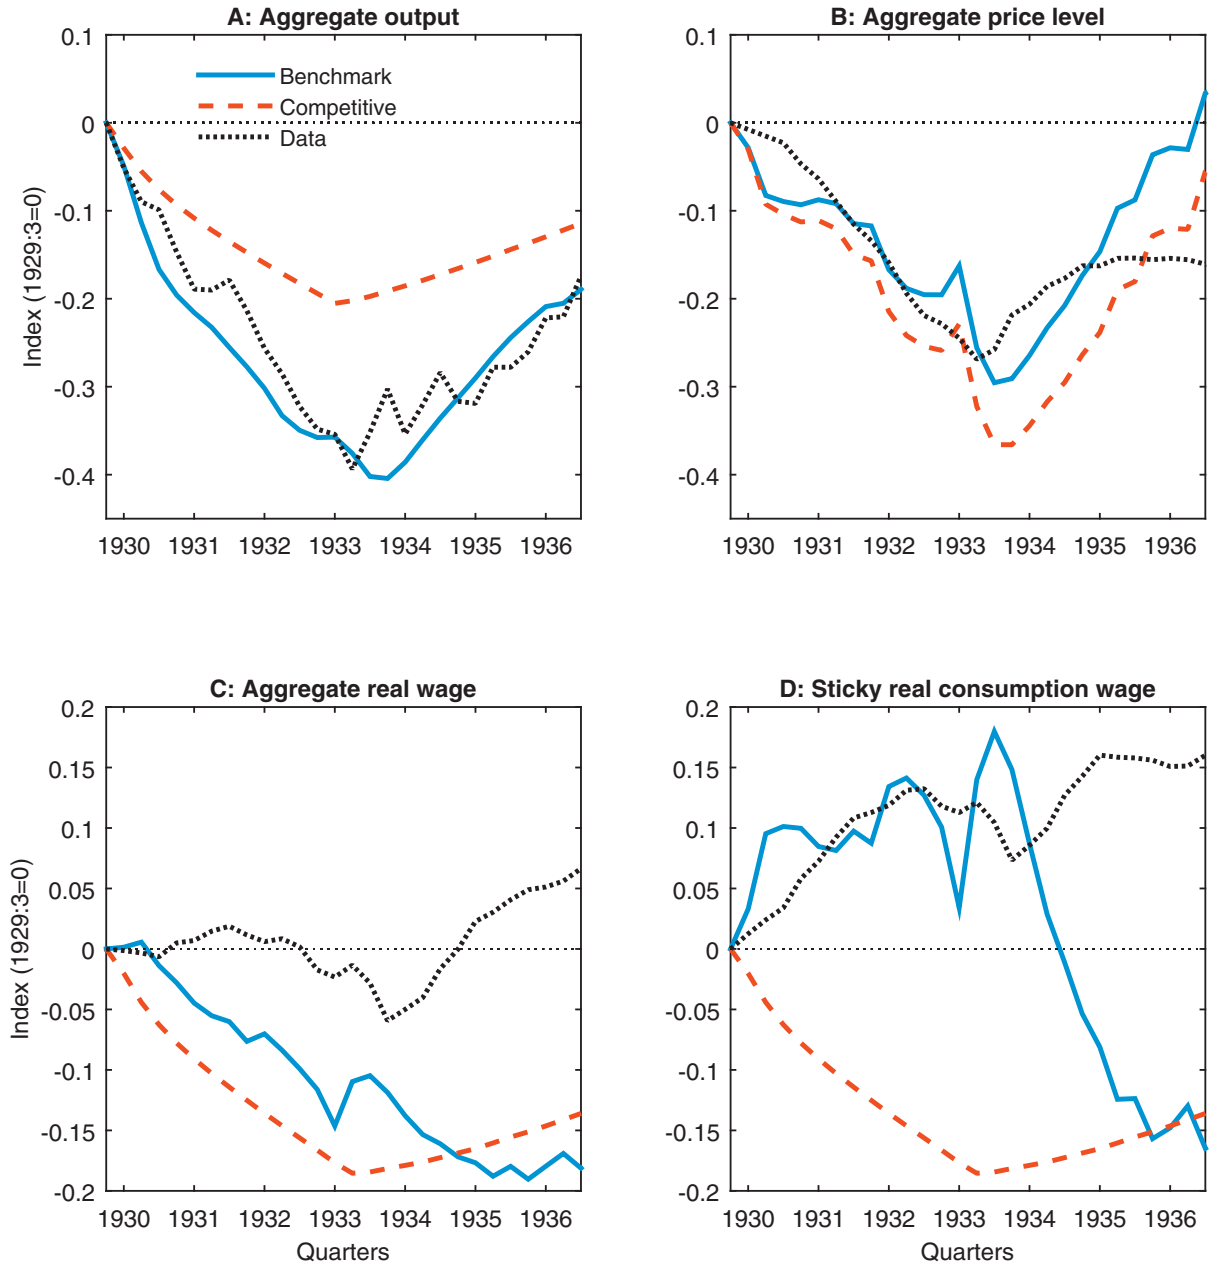 A: Aggregate output
0.1
0
-0.1
-0.2
-0.3
-0.4
Index (1929:3=0)
Benchmark
Competitive
Data
1930 1931 1932 1933 1934 1935 1936
B: Aggregate price level
0.1
0
-0.1
-0.2
-0.3
-0.4
1930 1931 1932 1933 1934 1935 1936
C: Aggregate real wage
0.2
0.15
0.1
0.05
0
-0.05
-0.1
-0.15
-0.2
Index (1929:3=0)
1930 1931 1932 1933 1934 1935 1936
Quarters
D: Sticky real consumption wage
0.2
0.15
0.1
0.05
0
-0.05
-0.1
-0.15
-0.2
1930 1931 1932 1933 1934 1935 1936
Quarters